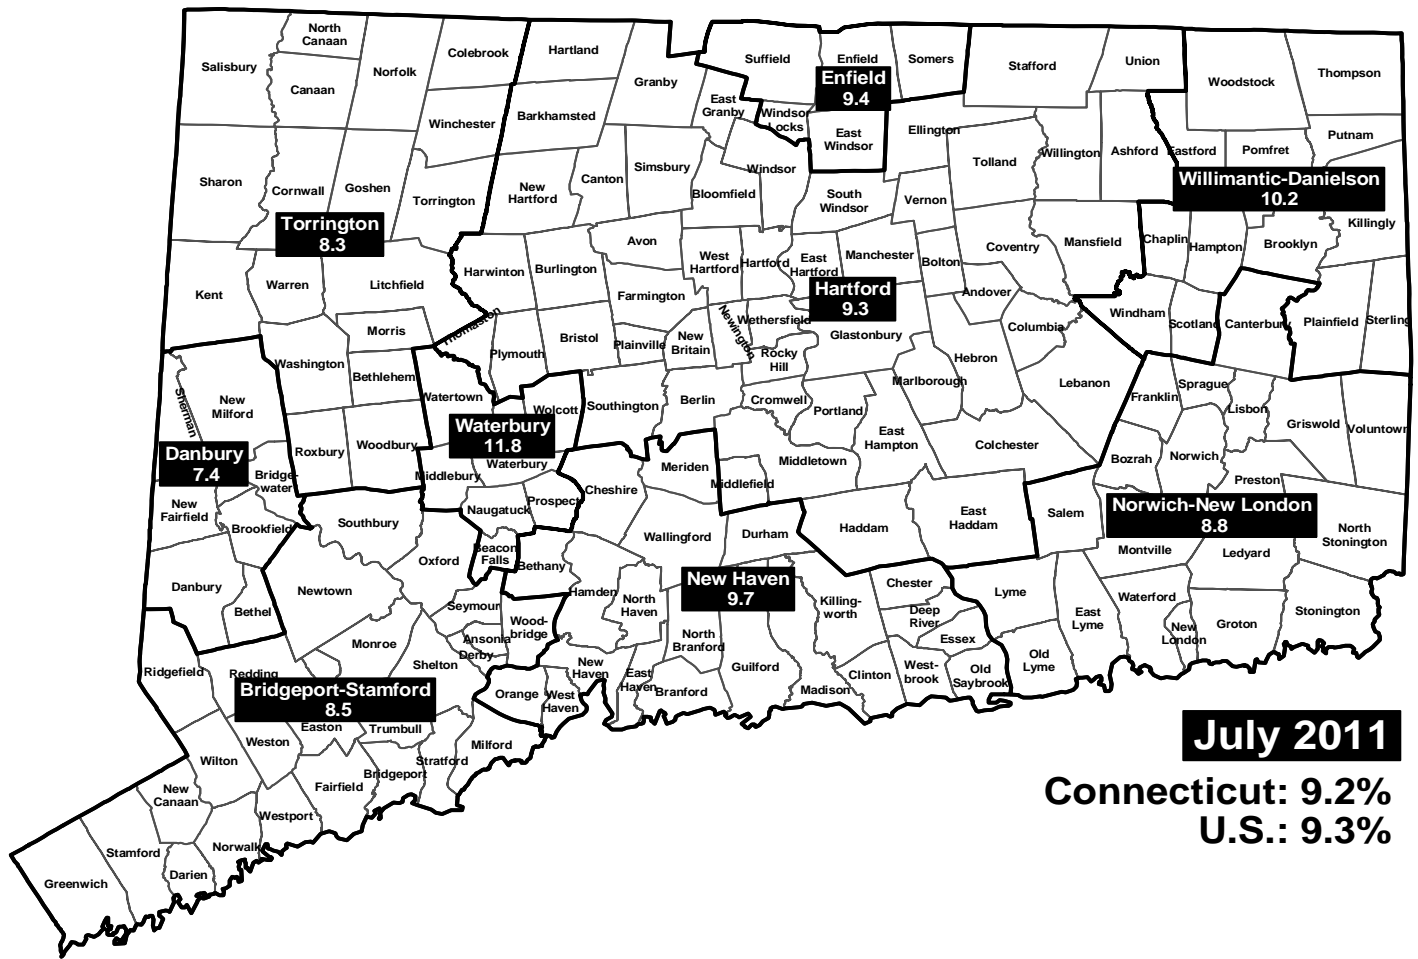 North
Canaan
Colebrook
Hartland
Salisbury
Norfolk
Canaan
Granby
Suffield
Enfield
Somers
Stafford
Union
Woodstock
Thompson
Enfield
9.4
East
Granby
Windsor
Locks
Winchester
Barkhamsted
East
Windsor
Ellington
Tolland
Willington
Ashford
Eastford
Pomfret
Putnam
Sharon
Cornwall
Goshen
Torrington
New
Hartford
Canton
Simsbury
Bloomfield
Windsor
South
Windsor
Vernon
Willimantic-Danielson
10.2
Torrington
8.3
Killingly
Avon
West
Hartford
Hartford
East
Hartford
Manchester
Bolton
Coventry
Mansfield
Chaplin
Hampton
Brooklyn
Kent
Warren
Litchfield
Harwinton
Burlington
Farmington
Hartford
9.3
Andover
Columbia
Windham
Scotland
Canterbury
Plainfield
Sterling
Morris
Thomaston
Plymouth
Bristol
Plainville
New
Britain
Newington
Wethersfield
Rocky
Hill
Glastonbury
Hebron
Marlborough
Lebanon
Washington
Bethlehem
Watertown
Wolcott
Southington
Berlin
Cromwell
Portland
East
Hampton
Colchester
Franklin
Sprague
Lisbon
Griswold
Voluntown
Sherman
New
Milford
Roxbury
Woodbury
Waterbury
11.8
Waterbury
Middlebury
Danbury
7.4
Bridge-
water
Meriden
Middlefield
Middletown
Bozrah
Norwich
Preston
New
Fairfield
Brookfield
Southbury
Naugatuck
Prospect
Cheshire
Wallingford
Durham
Haddam
East
Haddam
Salem
Norwich-New London
8.8
North
Stonington
Montville
Ledyard
Danbury
Bethel
Newtown
Oxford
Beacon
Falls
Bethany
Hamden
North
Haven
New Haven
9.7
Killing-
worth
Chester
Deep
River
Essex
Lyme
East
Lyme
Waterford
New
London
Groton
Stonington
Seymour
Ansonia
Derby
Wood-
bridge
Monroe
Shelton
North
Branford
Guilford
Madison
Clinton
West-
brook
Old
Saybrook
Old
Lyme
Ridgefield
Redding
Bridgeport-Stamford
8.5
Orange
West
Haven
New
Haven
East
Haven
Branford
Easton
Trumbull
Weston
Wilton
Milford
Stratford
Bridgeport
Fairfield
New
Canaan
Westport
Norwalk
Stamford
Darien
Greenwich
July 2011
Connecticut: 9.2%
U.S.: 9.3%